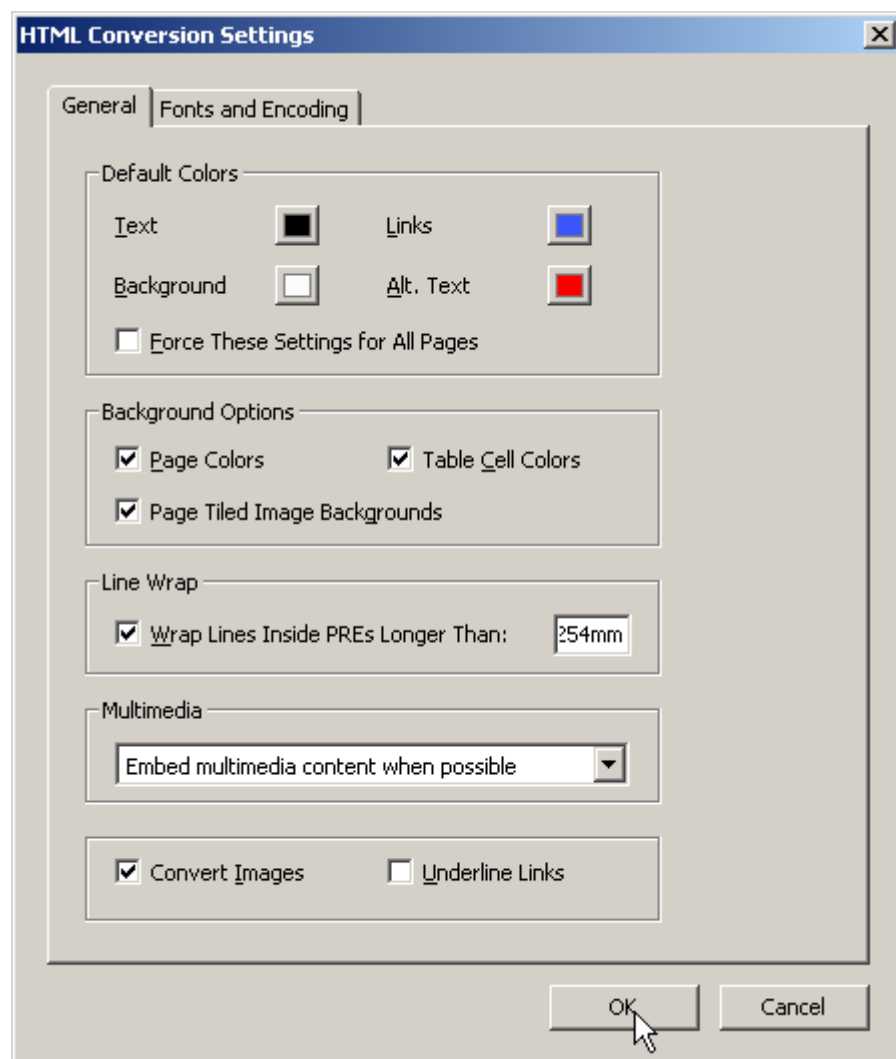 HTML Conversion Settings
General Fonts and Encoding
Default Colors
Text Links
Background Alt. Text
Force These Settings for All Pages
Background Options
Page Colors Table Cell Colors
Page Tiled Image Backgrounds
Line Wrap
Wrap Lines Inside PREs Longer Than: 254mm
Multimedia
Embed multimedia content when possible
Convert Images Underline Links
OK Cancel